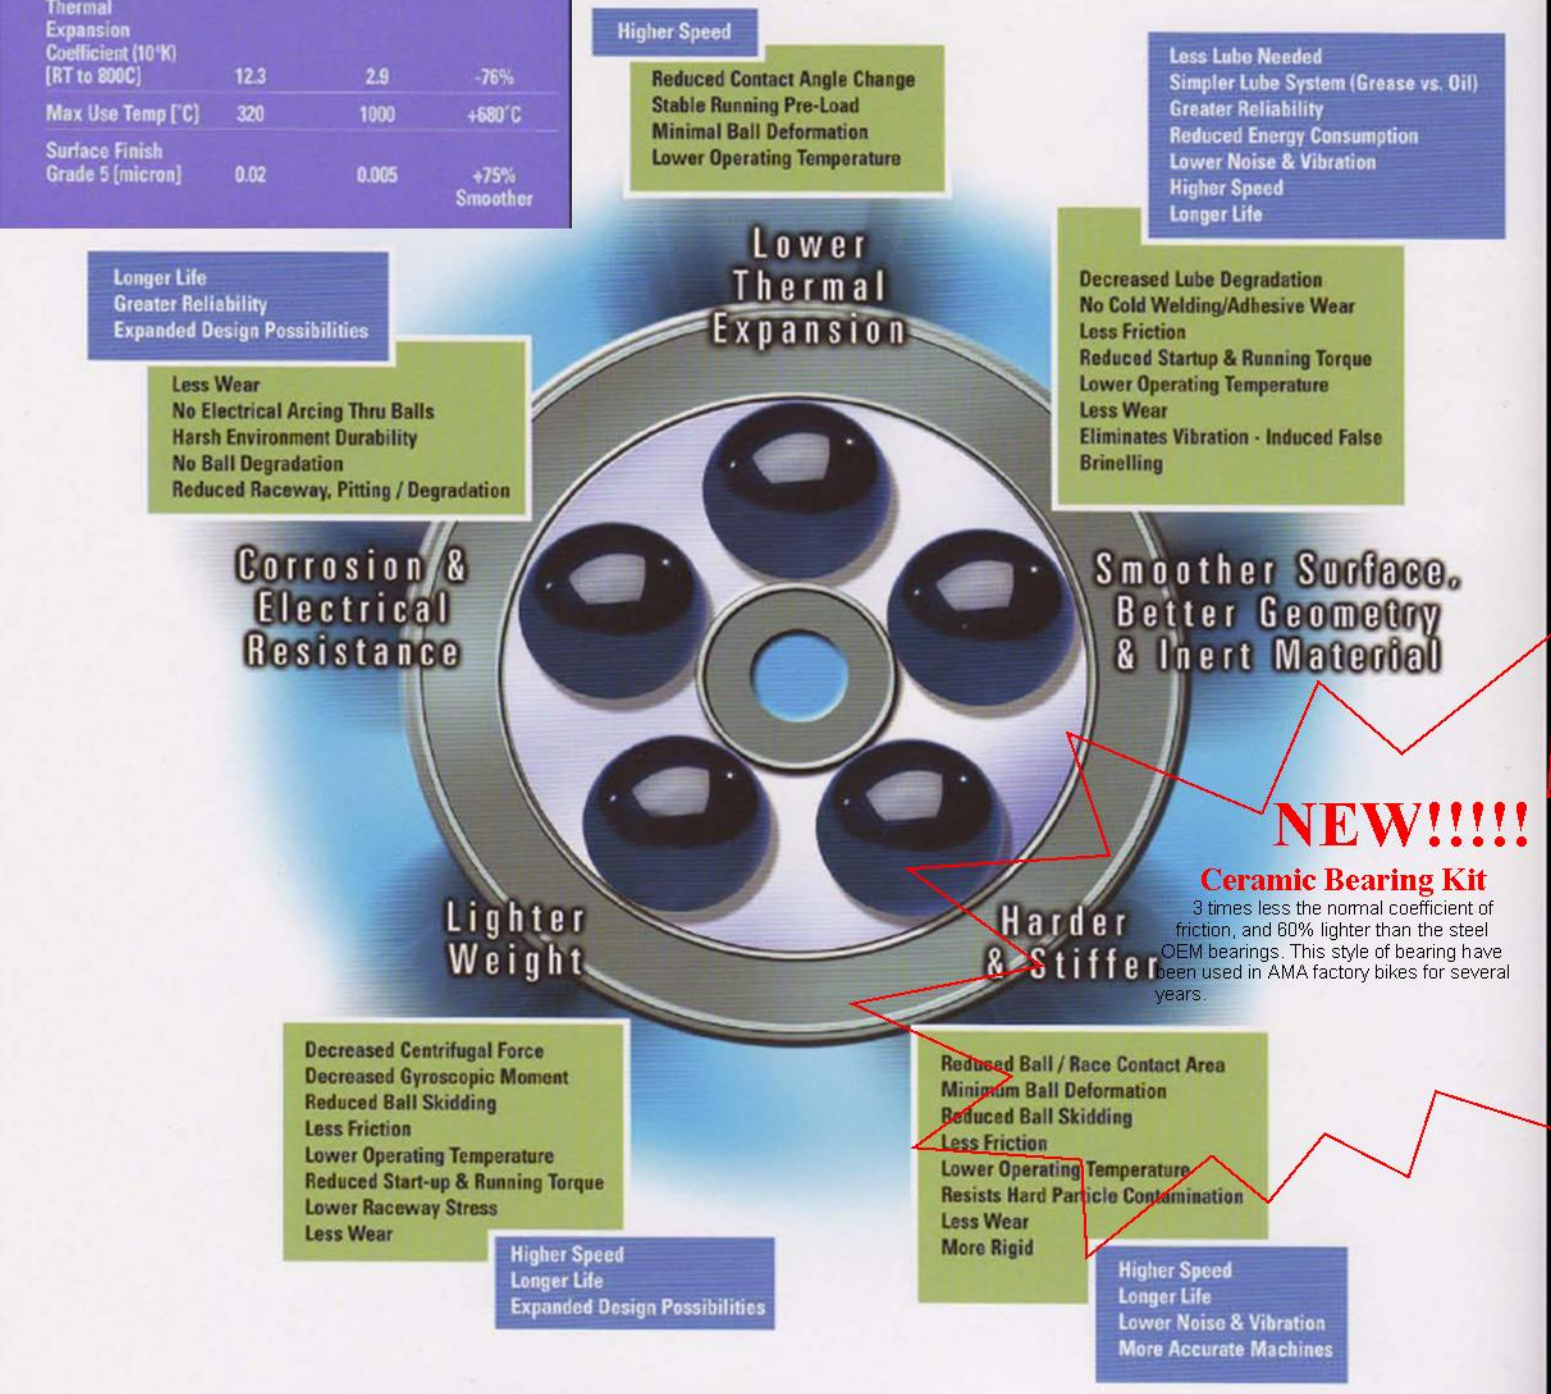 Thermal
Expansion
Coefficient (10⁶K)
[RT to 800C] 12.3 2.9 -76%
Max Use Temp [°C] 320 1000 +680°C
Surface Finish
Grade 5 [micron] 0.02 0.005 +75%
Smoother
Higher Speed
Reduced Contact Angle Change
Stable Running Pre-Load
Minimal Ball Deformation
Lower Operating Temperature
Lower
Thermal
Expansion
Less Lube Needed
Simpler Lube System (Grease vs. Oil)
Greater Reliability
Reduced Energy Consumption
Lower Noise & Vibration
Higher Speed
Longer Life
Decreased Lube Degradation
No Cold Welding/Adhesive Wear
Less Friction
Reduced Startup & Running Torque
Lower Operating Temperature
Less Wear
Eliminates Vibration - Induced False
Brinelling
Smoother Surface,
Better Geometry
& Inert Material
Longer Life
Greater Reliability
Expanded Design Possibilities
Less Wear
No Electrical Arcing Thru Balls
Harsh Environment Durability
No Ball Degradation
Reduced Raceway, Pitting / Degradation
Corrosion &
Electrical
Resistance
NEW!!!!!
Ceramic Bearing Kit
3 times less the normal coefficient of
friction, and 60% lighter than the steel
OEM bearings. This style of bearing have
been used in AMA factory bikes for several
years.
Lighter
Weight
Decreased Centrifugal Force
Decreased Gyroscopic Moment
Reduced Ball Skidding
Less Friction
Lower Operating Temperature
Reduced Start-up & Running Torque
Lower Raceway Stress
Less Wear
Higher Speed
Longer Life
Expanded Design Possibilities
Harder
& Stiffer
Reduced Ball / Race Contact Area
Minimum Ball Deformation
Reduced Ball Skidding
Less Friction
Lower Operating Temperature
Resists Hard Particle Contamination
Less Wear
More Rigid
Higher Speed
Longer Life
Lower Noise & Vibration
More Accurate Machines